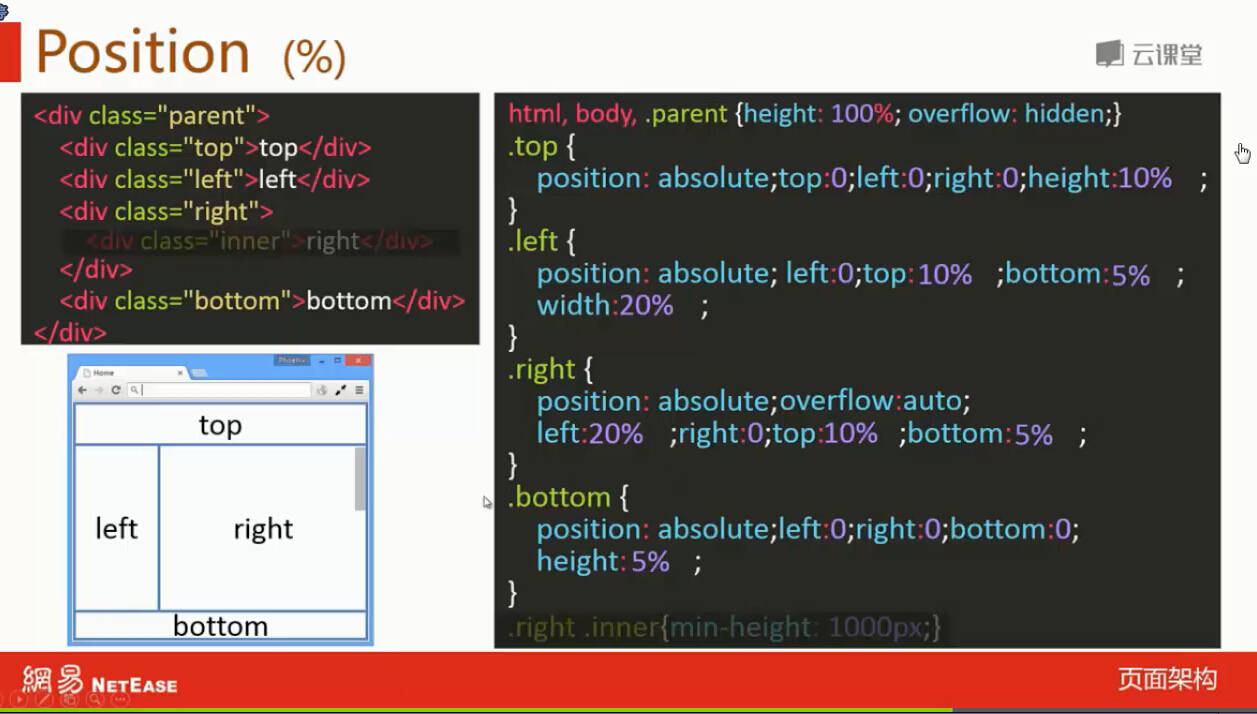 Position (%)
云课堂
<div class="parent">
<div class="top">top</div>
<div class="left">left</div>
<div class="right">
<div class="inner">right</div>
</div>
<div class="bottom">bottom</div>
</div>
html, body, .parent {height: 100%; overflow: hidden;}
.top {
position: absolute;top:0;left:0;right:0;height:10% ;
}
.left {
position: absolute; left:0;top:10% ;bottom:5% ;
width:20% ;
}
.right {
position: absolute;overflow:auto;
left:20% ;right:0;top:10% ;bottom:5% ;
}
.bottom {
position: absolute;left:0;right:0;bottom:0;
height:5% ;
}
.right .inner{min-height: 1000px;}
Phoenix
Home
top
left
right
bottom
網易 NETEASE
页面架构